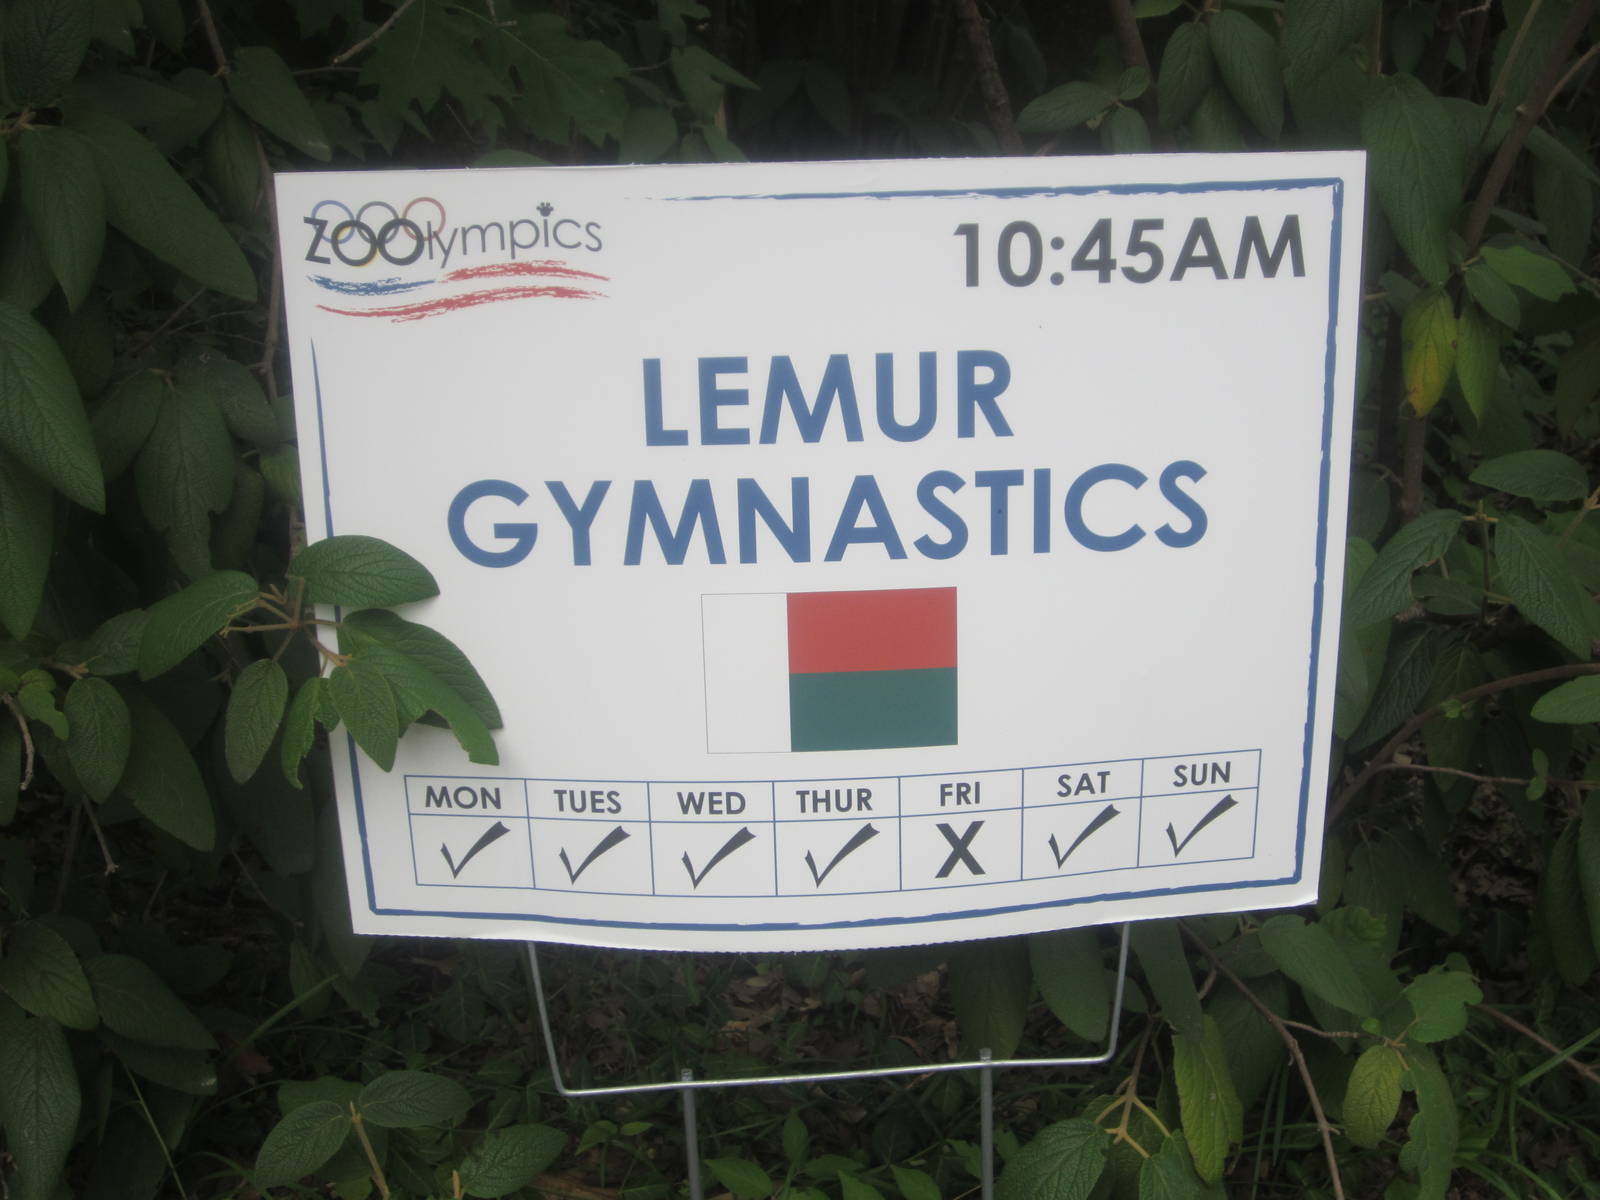 ZOOlympics
10:45AM
LEMUR
GYMNASTICS
MON TUES WED THUR FRI SAT SUN
✓ ✓ ✓ ✓ X ✓ ✓